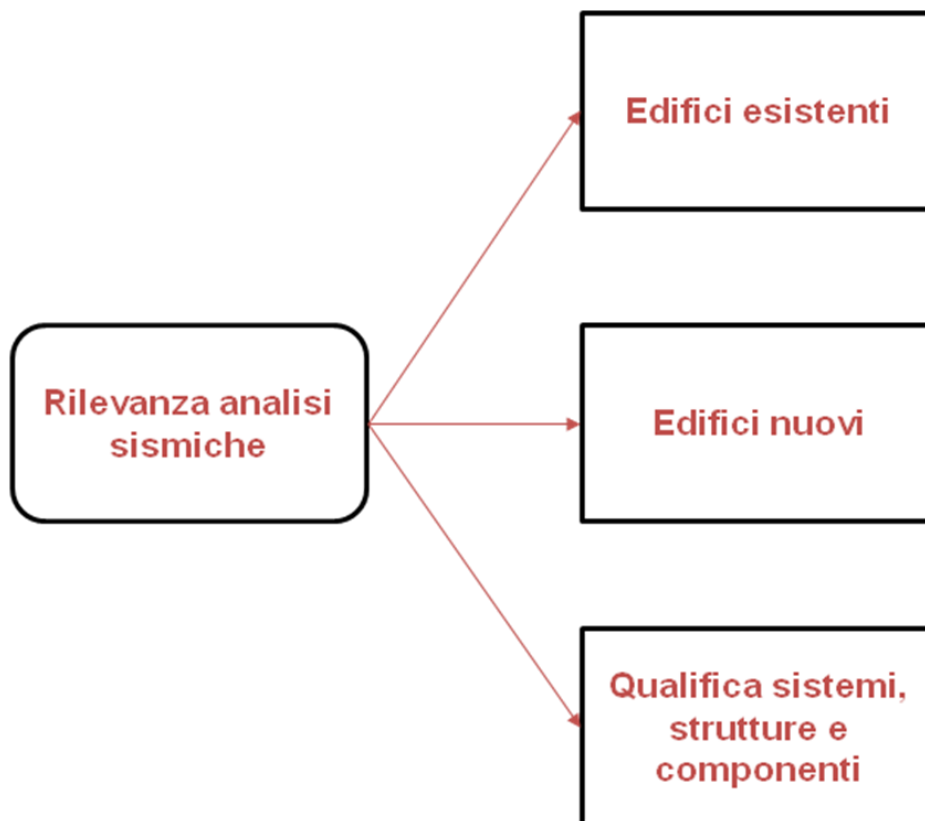 Edifici esistenti
Rilevanza analisi
sismiche
Edifici nuovi
Qualifica sistemi,
strutture e
componenti